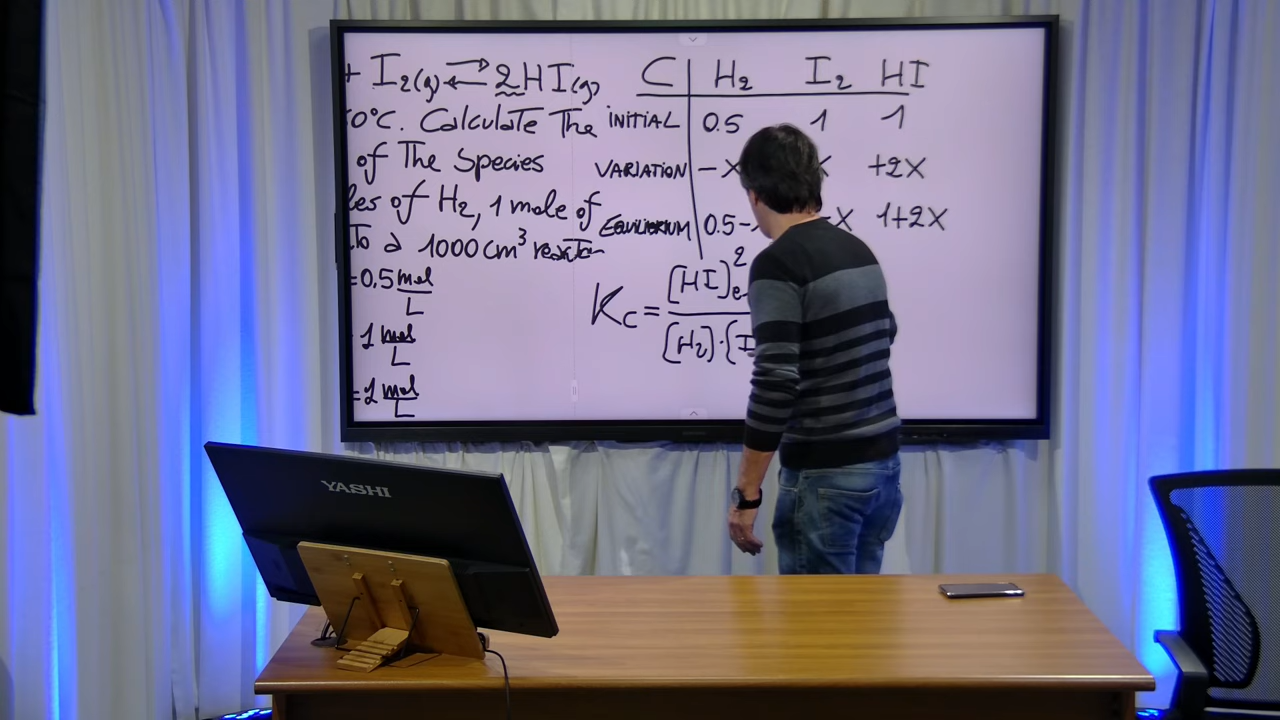 + I₂(g) ⇄ 2HI(g)
0°C. Calculate The
of The Species
les of H₂, 1 mole of
To a 1000 cm³ reactor
= 0.5 mol/L
1 mol/L
= 1 mol/L
C H₂ I₂ HI
INITIAL 0.5 1 1
VARIATION -X +2X
EQUILIBRIUM 0.5- -X 1+2X
Kc = [HI]²
[H₂]·[I
YASHI